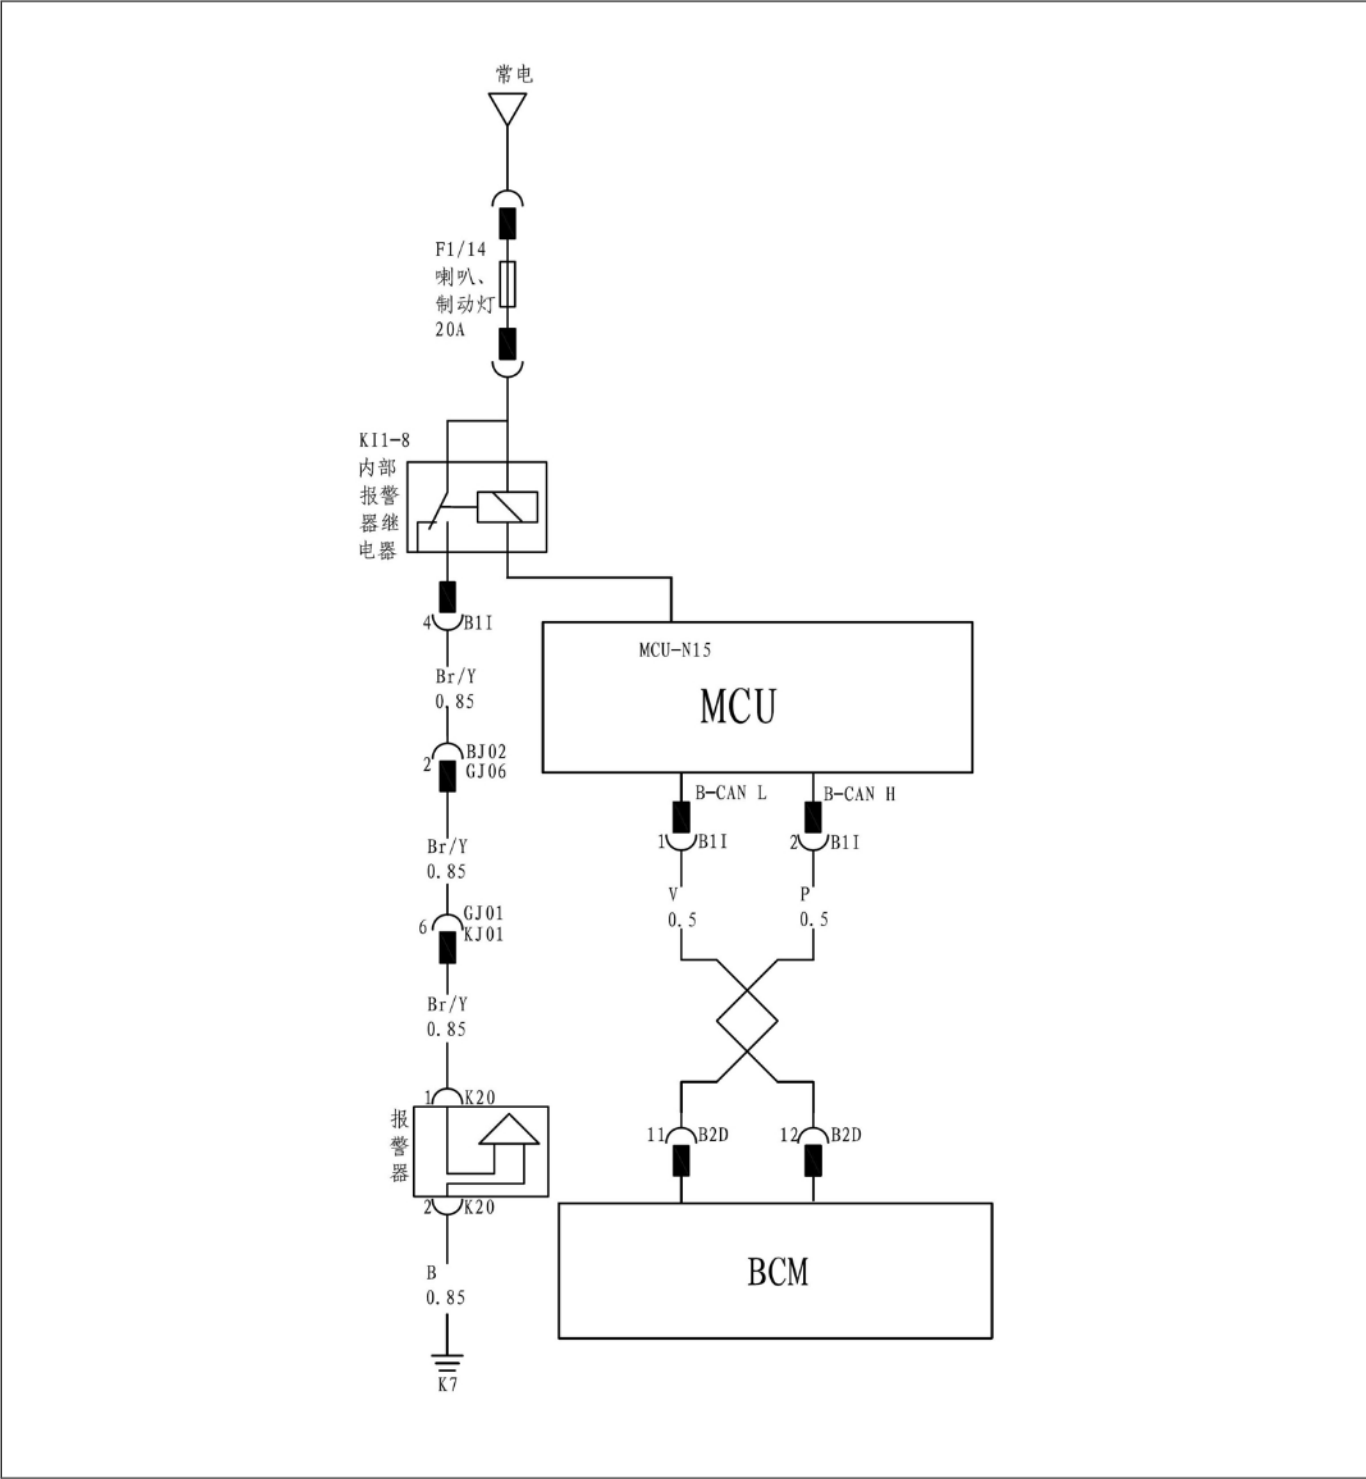 常电
F1/14
喇叭、
制动灯
20A
KI1-8
内部
报警
器继
电器
4 B1I
MCU-N15
MCU
Br/Y
0.85
BJ02
2 GJ06
B-CAN L
B-CAN H
1 B1I
2 B1I
Br/Y
0.85
V
0.5
P
0.5
GJ01
6 KJ01
Br/Y
0.85
1 K20
报
警
器
11 B2D
12 B2D
2 K20
B
0.85
BCM
K7